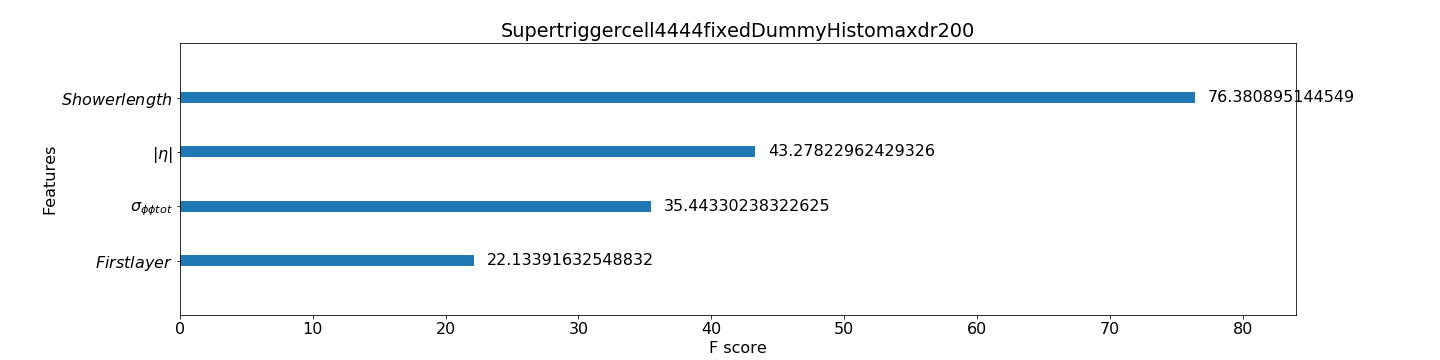 Supertriggercell4444fixedDummyHistomaxdr200
Showerlength
76.380895144549
|η|
43.27822962429326
σϕϕtot
35.44330238322625
Firstlayer
22.13391632548832
Features
0 10 20 30 40 50 60 70 80
F score